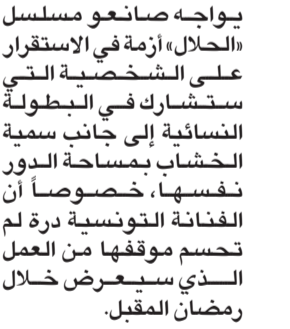 يواجه صانعو مسلسل
«الحلال» أزمة في الاستقرار
على الشخصية التي
ستشارك في البطولة
النسائية إلى جانب سمية
الخشاب بمساحة الدور
نفسها، خصوصاً أن
الفنانة التونسية درة لم
تحسم موقفها من العمل
الذي سيعرض خلال
رمضان المقبل.